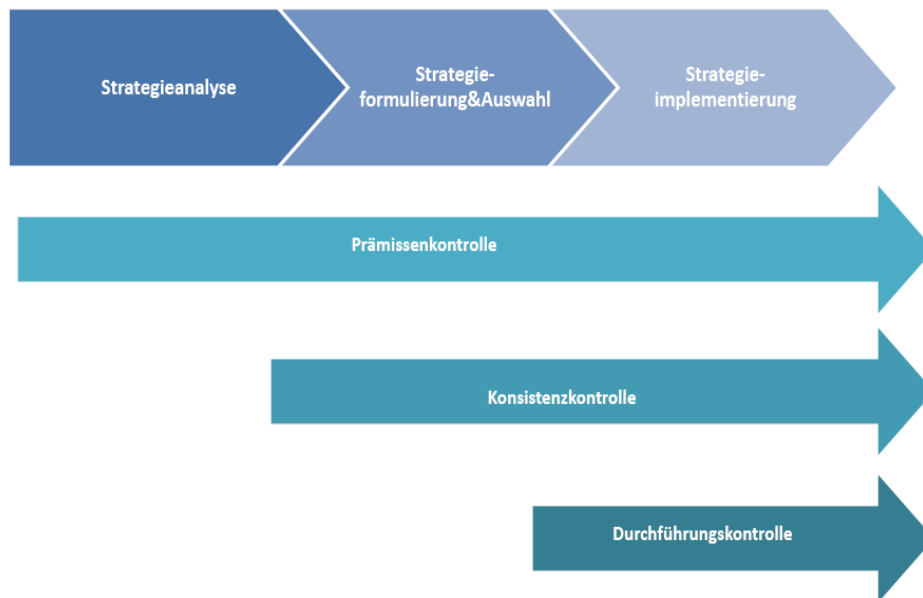 Strategieanalyse
Strategie-
formulierung&Auswahl
Strategie-
implementierung
Prämissenkontrolle
Konsistenzkontrolle
Durchführungskontrolle